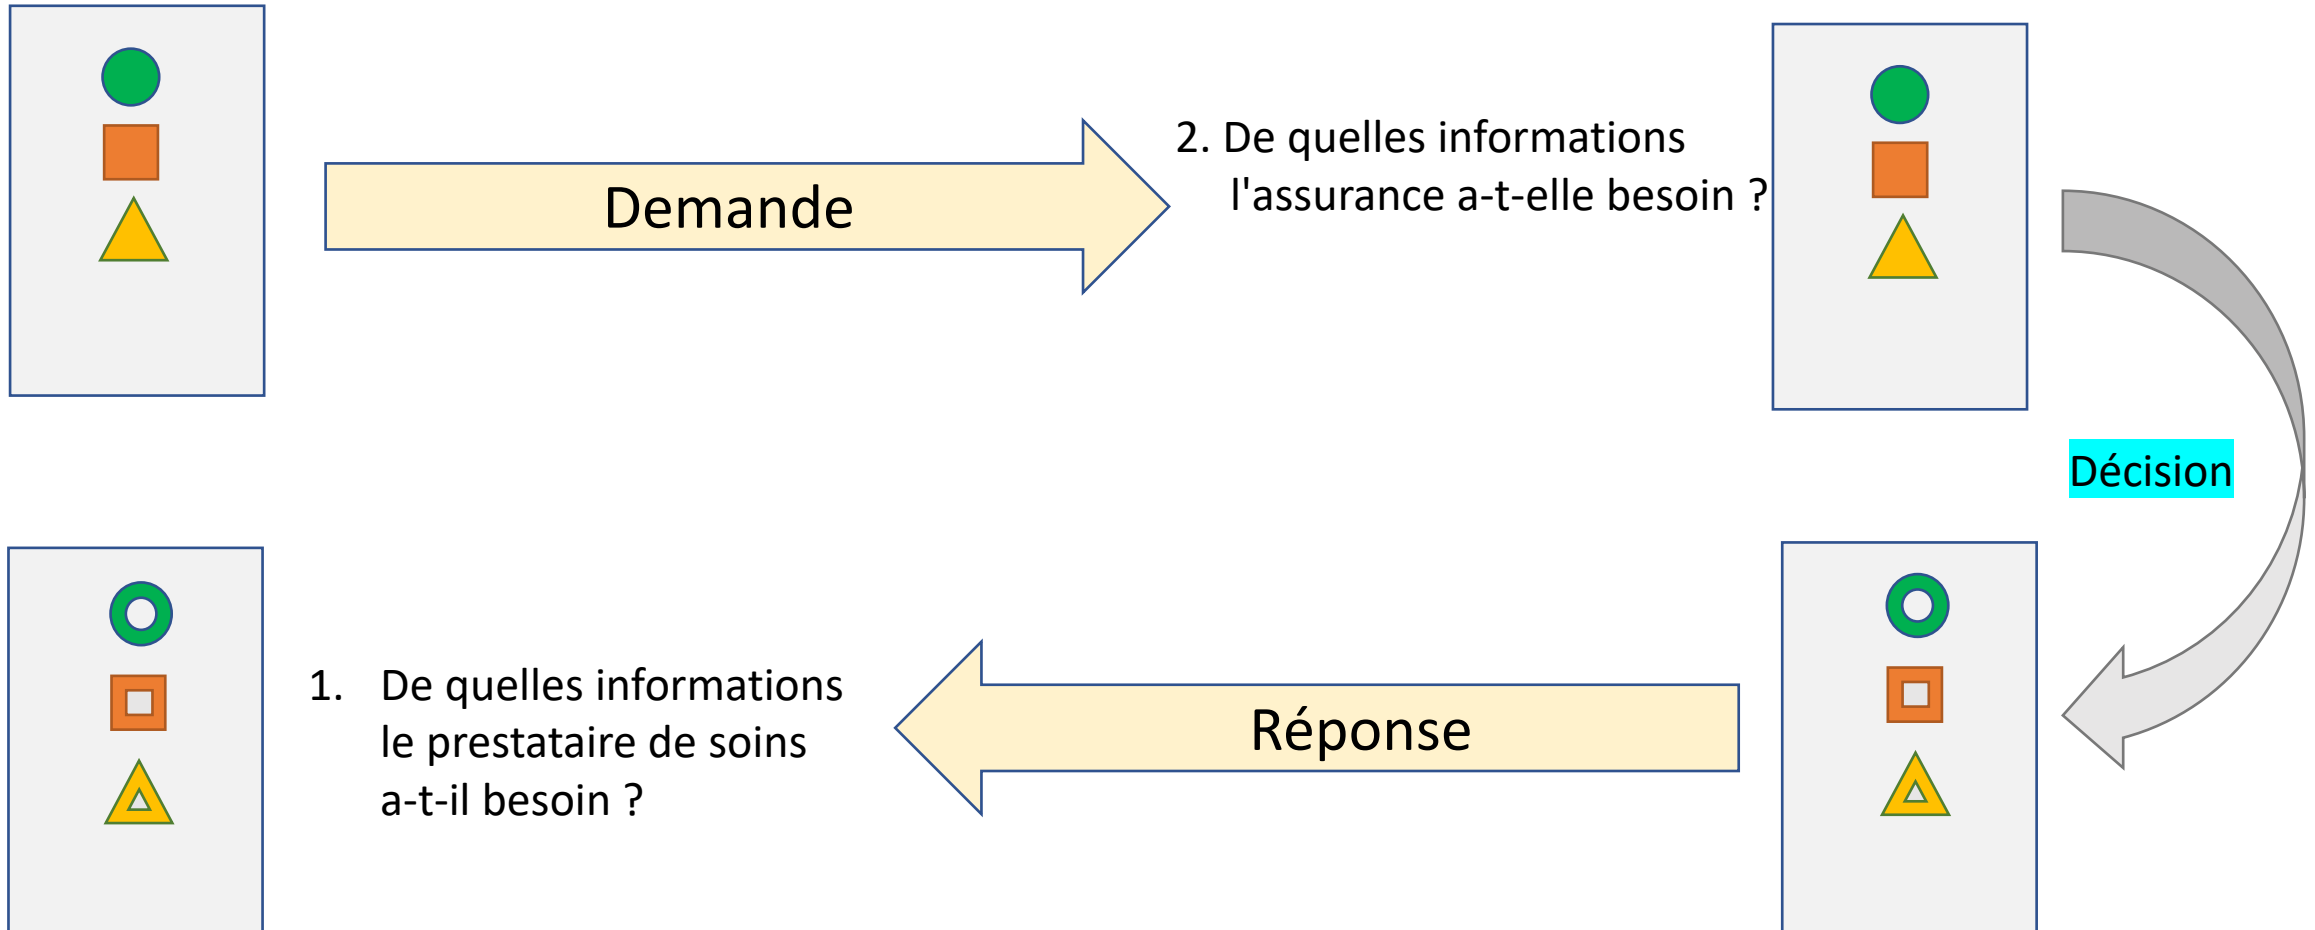 2. De quelles informations
l'assurance a-t-elle besoin ?
Demande
Décision
1. De quelles informations
le prestataire de soins
a-t-il besoin ?
Réponse